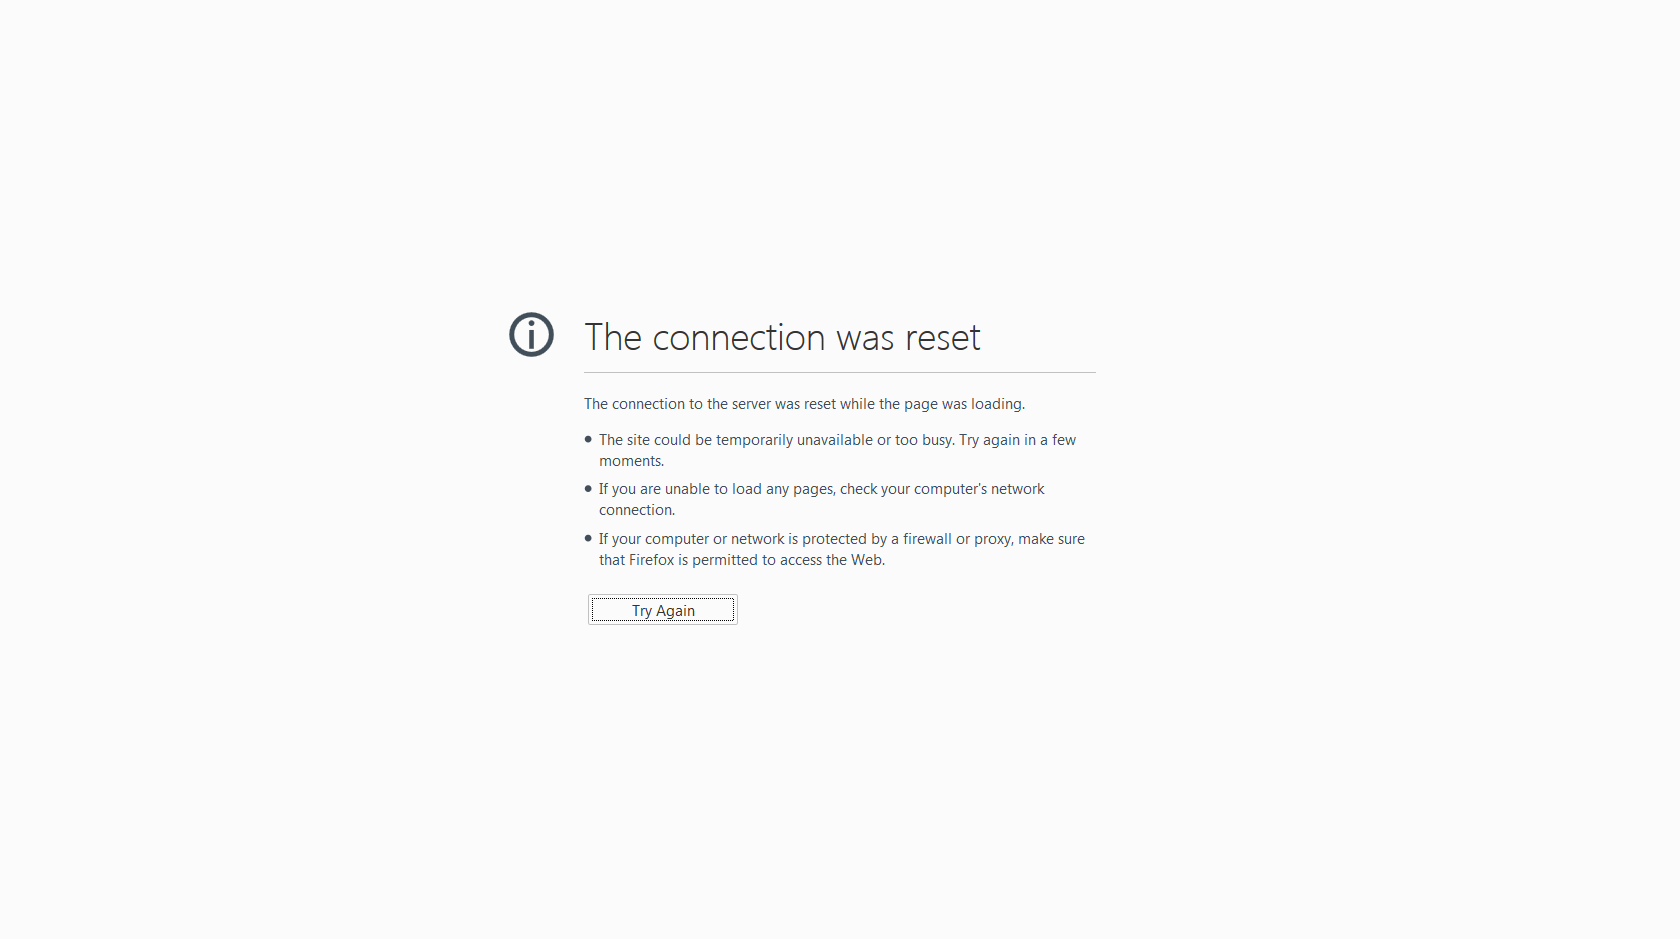 The connection was reset
The connection to the server was reset while the page was loading.
The site could be temporarily unavailable or too busy. Try again in a few
moments.
If you are unable to load any pages, check your computer's network
connection.
If your computer or network is protected by a firewall or proxy, make sure
that Firefox is permitted to access the Web.
Try Again